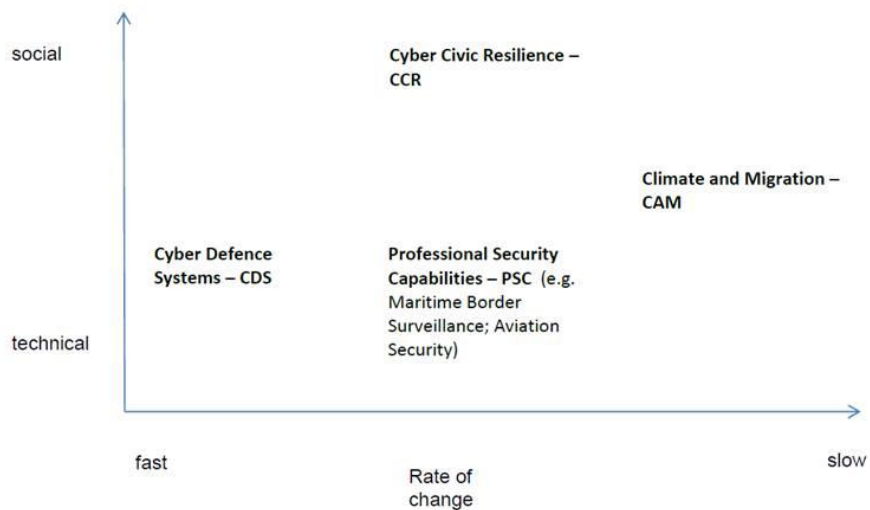 social
Cyber Civic Resilience –
CCR
Climate and Migration –
CAM
Cyber Defence
Systems – CDS
Professional Security
Capabilities – PSC (e.g.
Maritime Border
Surveillance; Aviation
Security)
technical
fast
Rate of
change
slow